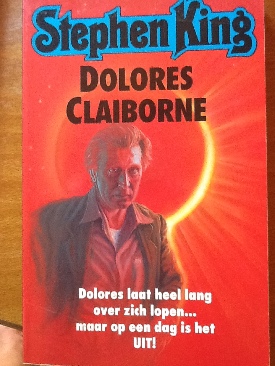 Stephen King
DOLORES
CLAIBORNE
Dolores laat heel lang
over zich lopen...
maar op een dag is het
UIT!